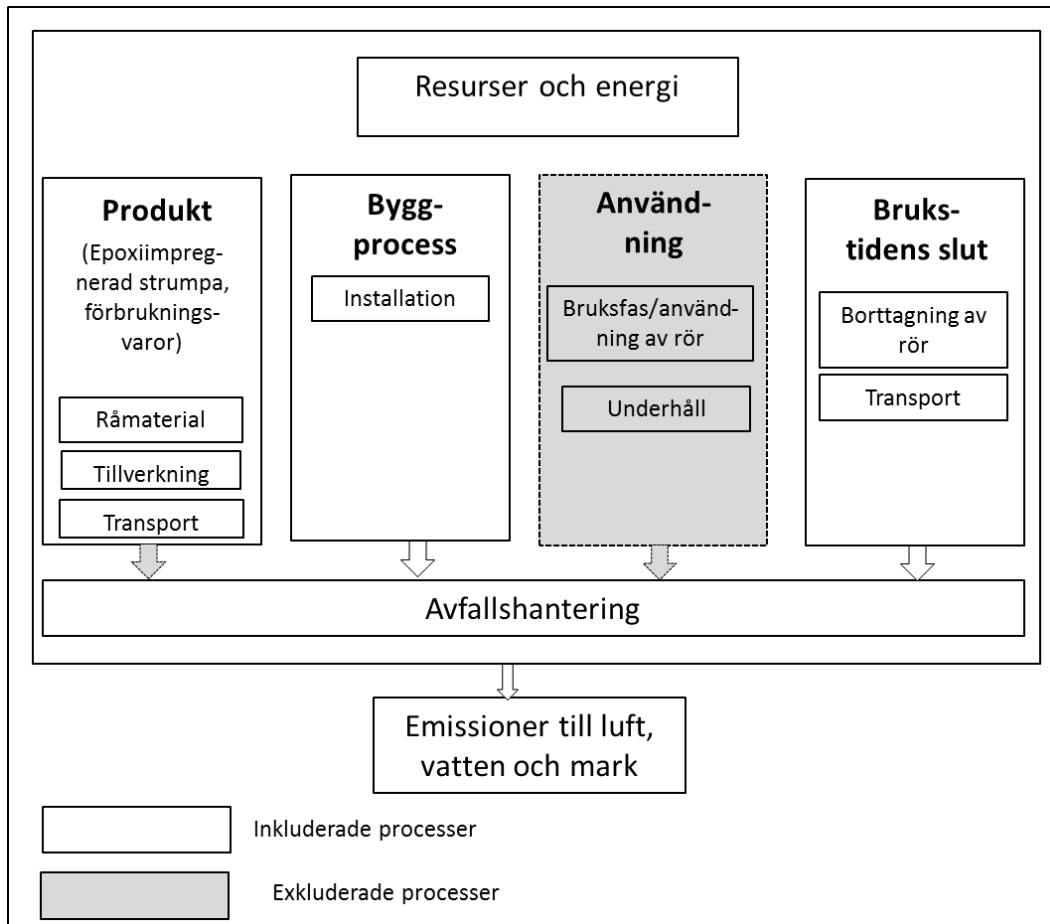 Resurser och energi
Produkt
(Epoxiimpreg-
nerad strumpa,
förbruknings-
varor)
Råmaterial
Tillverkning
Transport
Bygg-
process
Installation
Använd-
ning
Bruksfas/använd-
ning av rör
Underhåll
Bruks-
tidens slut
Borttagning av
rör
Transport
Avfallshantering
Emissioner till luft,
vatten och mark
Inkluderade processer
Exkluderade processer